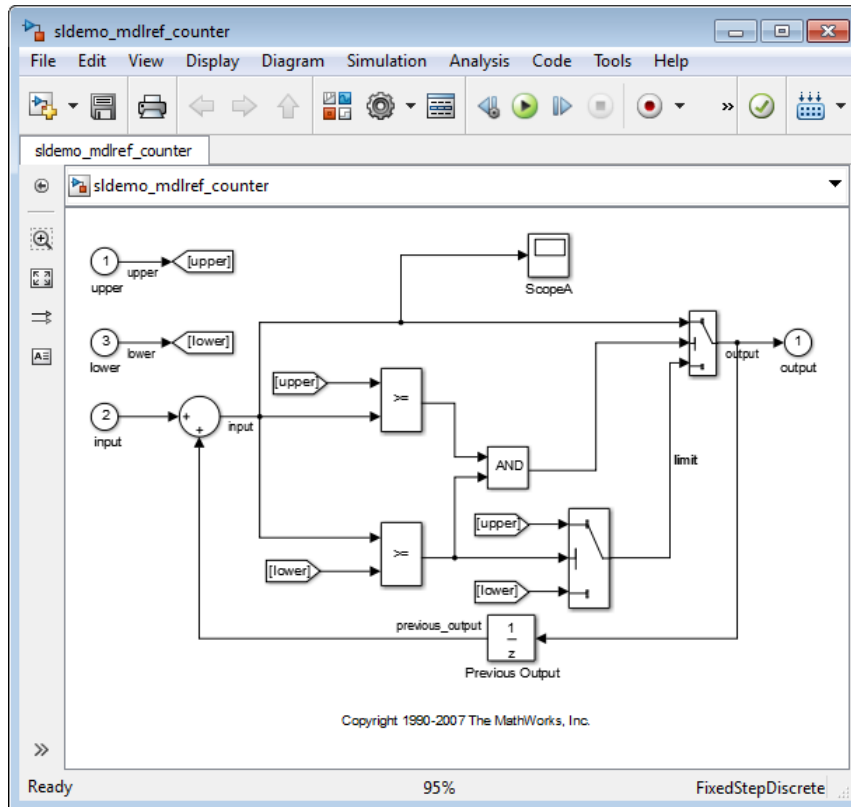 sldemo_mdlref_counter
File Edit View Display Diagram Simulation Analysis Code Tools Help
»
sldemo_mdlref_counter
sldemo_mdlref_counter
1
upper
upper
[upper]
ScopeA
3
lower
lower
[lower]
1
output
output
[upper]
>=
2
input
+
+
input
AND
limit
[upper]
>=
[lower]
[lower]
previous_output
1
z
Previous Output
Copyright 1990-2007 The MathWorks, Inc.
»
Ready 95% FixedStepDiscrete